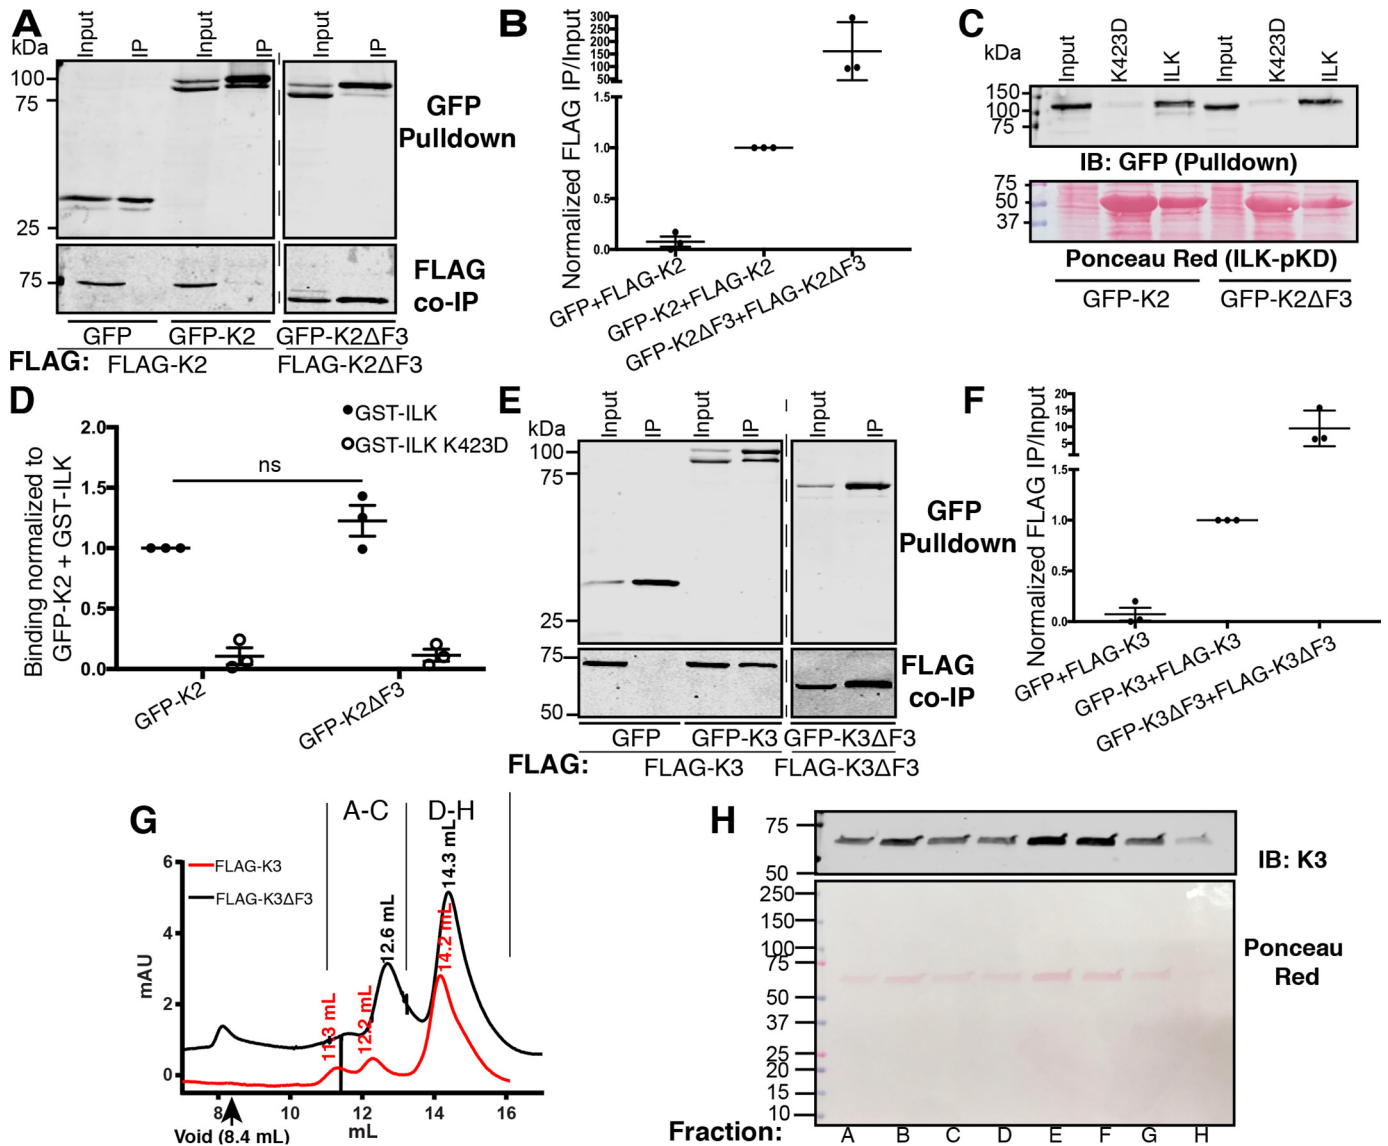 A
kDa
Input
IP
Input
IP
Input
IP
100
75
25
75
GFP
Pulldown
FLAG
co-IP
GFP
GFP-K2
GFP-K2ΔF3
FLAG:
FLAG-K2
FLAG-K2ΔF3
B
Normalized FLAG IP/Input
300
250
200
150
100
50
1.5
1.0
0.5
0.0
GFP+FLAG-K2
GFP-K2+FLAG-K2
GFP-K2ΔF3+FLAG-K2ΔF3
C
kDa
Input
K423D
ILK
Input
K423D
ILK
150
100
75
IB: GFP (Pulldown)
75
50
37
Ponceau Red (ILK-pKD)
GFP-K2
GFP-K2ΔF3
D
Binding normalized to
GFP-K2 + GST-ILK
2.0
1.5
1.0
0.5
0.0
GST-ILK
GST-ILK K423D
ns
GFP-K2
GFP-K2ΔF3
E
kDa
Input
IP
Input
IP
Input
IP
100
75
25
75
50
GFP
Pulldown
FLAG
co-IP
GFP
GFP-K3
GFP-K3ΔF3
FLAG:
FLAG-K3
FLAG-K3ΔF3
F
Normalized FLAG IP/Input
20
15
10
5
1.5
1.0
0.5
0.0
GFP+FLAG-K3
GFP-K3+FLAG-K3
GFP-K3ΔF3+FLAG-K3ΔF3
G
A-C
D-H
FLAG-K3
FLAG-K3ΔF3
mAU
6
4
2
0
11.3 mL
12.2 mL
12.6 mL
14.2 mL
14.3 mL
8
10
12
14
16
mL
Void (8.4 mL)
H
75
50
IB: K3
250
150
100
75
50
37
25
20
15
10
Ponceau
Red
Fraction:
A
B
C
D
E
F
G
H